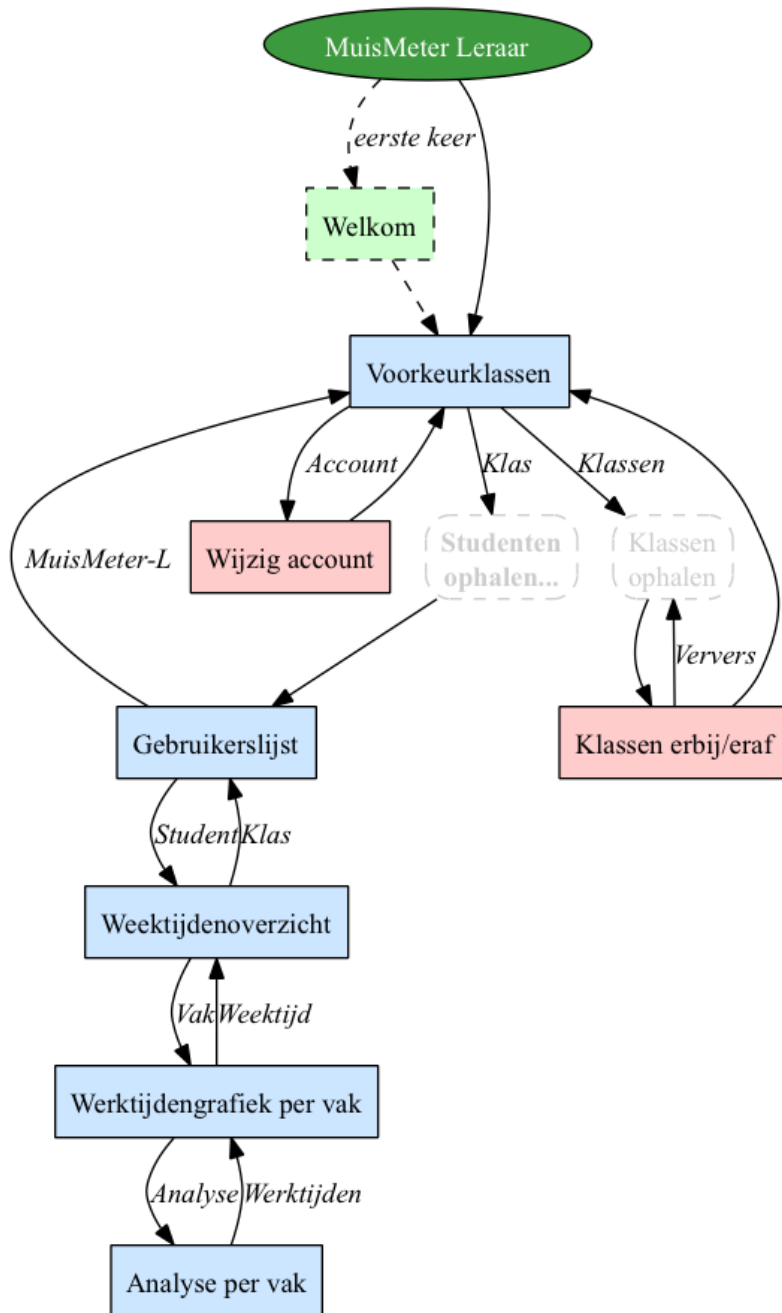 MuisMeter Leraar
eerste keer
Welkom
Voorkeurklassen
Account
Klas
Klassen
MuisMeter-L
Wijzig account
Studenten
ophalen...
Klassen
ophalen
Ververs
Gebruikerslijst
Klassen erbij/eraf
Student
Klas
Weektijdenoverzicht
Vak
Weektijd
Werktijdengrafiek per vak
Analyse
Werktijden
Analyse per vak